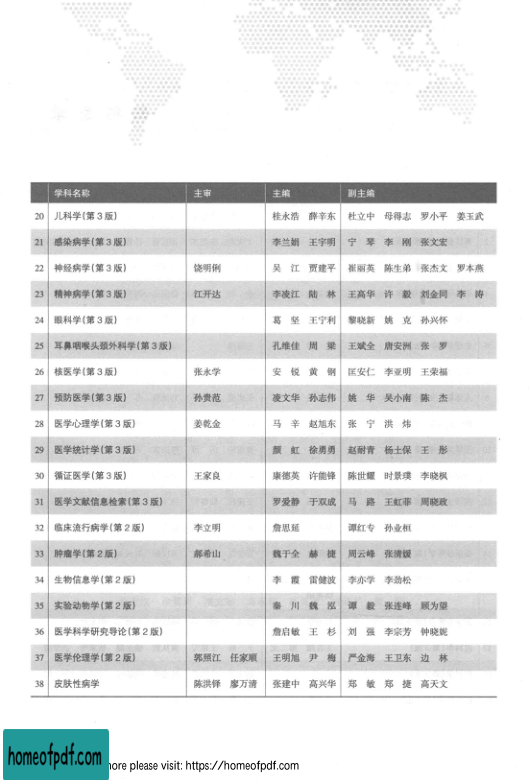 学科名称 主审 主编 副主编
20 儿科学(第3版) 桂永浩 薛辛东 杜立中 母得志 罗小平 姜玉武
21 感染病学(第3版) 李兰娟 王宇明 宁 琴 李 刚 张文宏
22 神经病学(第3版) 饶明俐 吴 江 贾建平 崔丽英 陈生弟 张杰文 罗本燕
23 精神病学(第3版) 江开达 李凌江 陆 林 王高华 许 毅 刘金同 李 涛
24 眼科学(第3版) 葛 坚 王宁利 黎晓新 姚 克 孙兴怀
25 耳鼻咽喉头颈外科学(第3版) 孔维佳 周 梁 王斌全 唐安洲 张 罗
26 核医学(第3版) 张永学 安 锐 黄 钢 匡安仁 李亚明 王荣福
27 预防医学(第3版) 孙贵范 凌文华 孙志伟 姚 华 吴小南 陈 杰
28 医学心理学(第3版) 姜乾金 马 辛 赵旭东 张 宁 洪 炜
29 医学统计学(第3版) 颜 虹 徐勇勇 赵耐青 杨土保 王 彤
30 循证医学(第3版) 王家良 康德英 许能锋 陈世耀 时景璞 李晓枫
31 医学文献信息检索(第3版) 罗爱静 于双成 马 路 王虹菲 周晓政
32 临床流行病学(第2版) 李立明 詹思延 谭红专 孙业桓
33 肿瘤学(第2版) 郝希山 魏于全 赫 捷 周云峰 张清媛
34 生物信息学(第2版) 李 霞 雷健波 李亦学 李劲松
35 实验动物学(第2版) 秦 川 魏 泓 谭 毅 张连峰 顾为望
36 医学科学研究导论(第2版) 詹启敏 王 杉 刘 强 李宗芳 钟晓妮
37 医学伦理学(第2版) 郭照江 任家顺 王明旭 尹 梅 严金海 王卫东 边 林
38 皮肤性病学 陈洪铎 廖万清 张建中 高兴华 郑 敏 郑 捷 高天文
homeofpdf.com
more please visit: https://homeofpdf.com